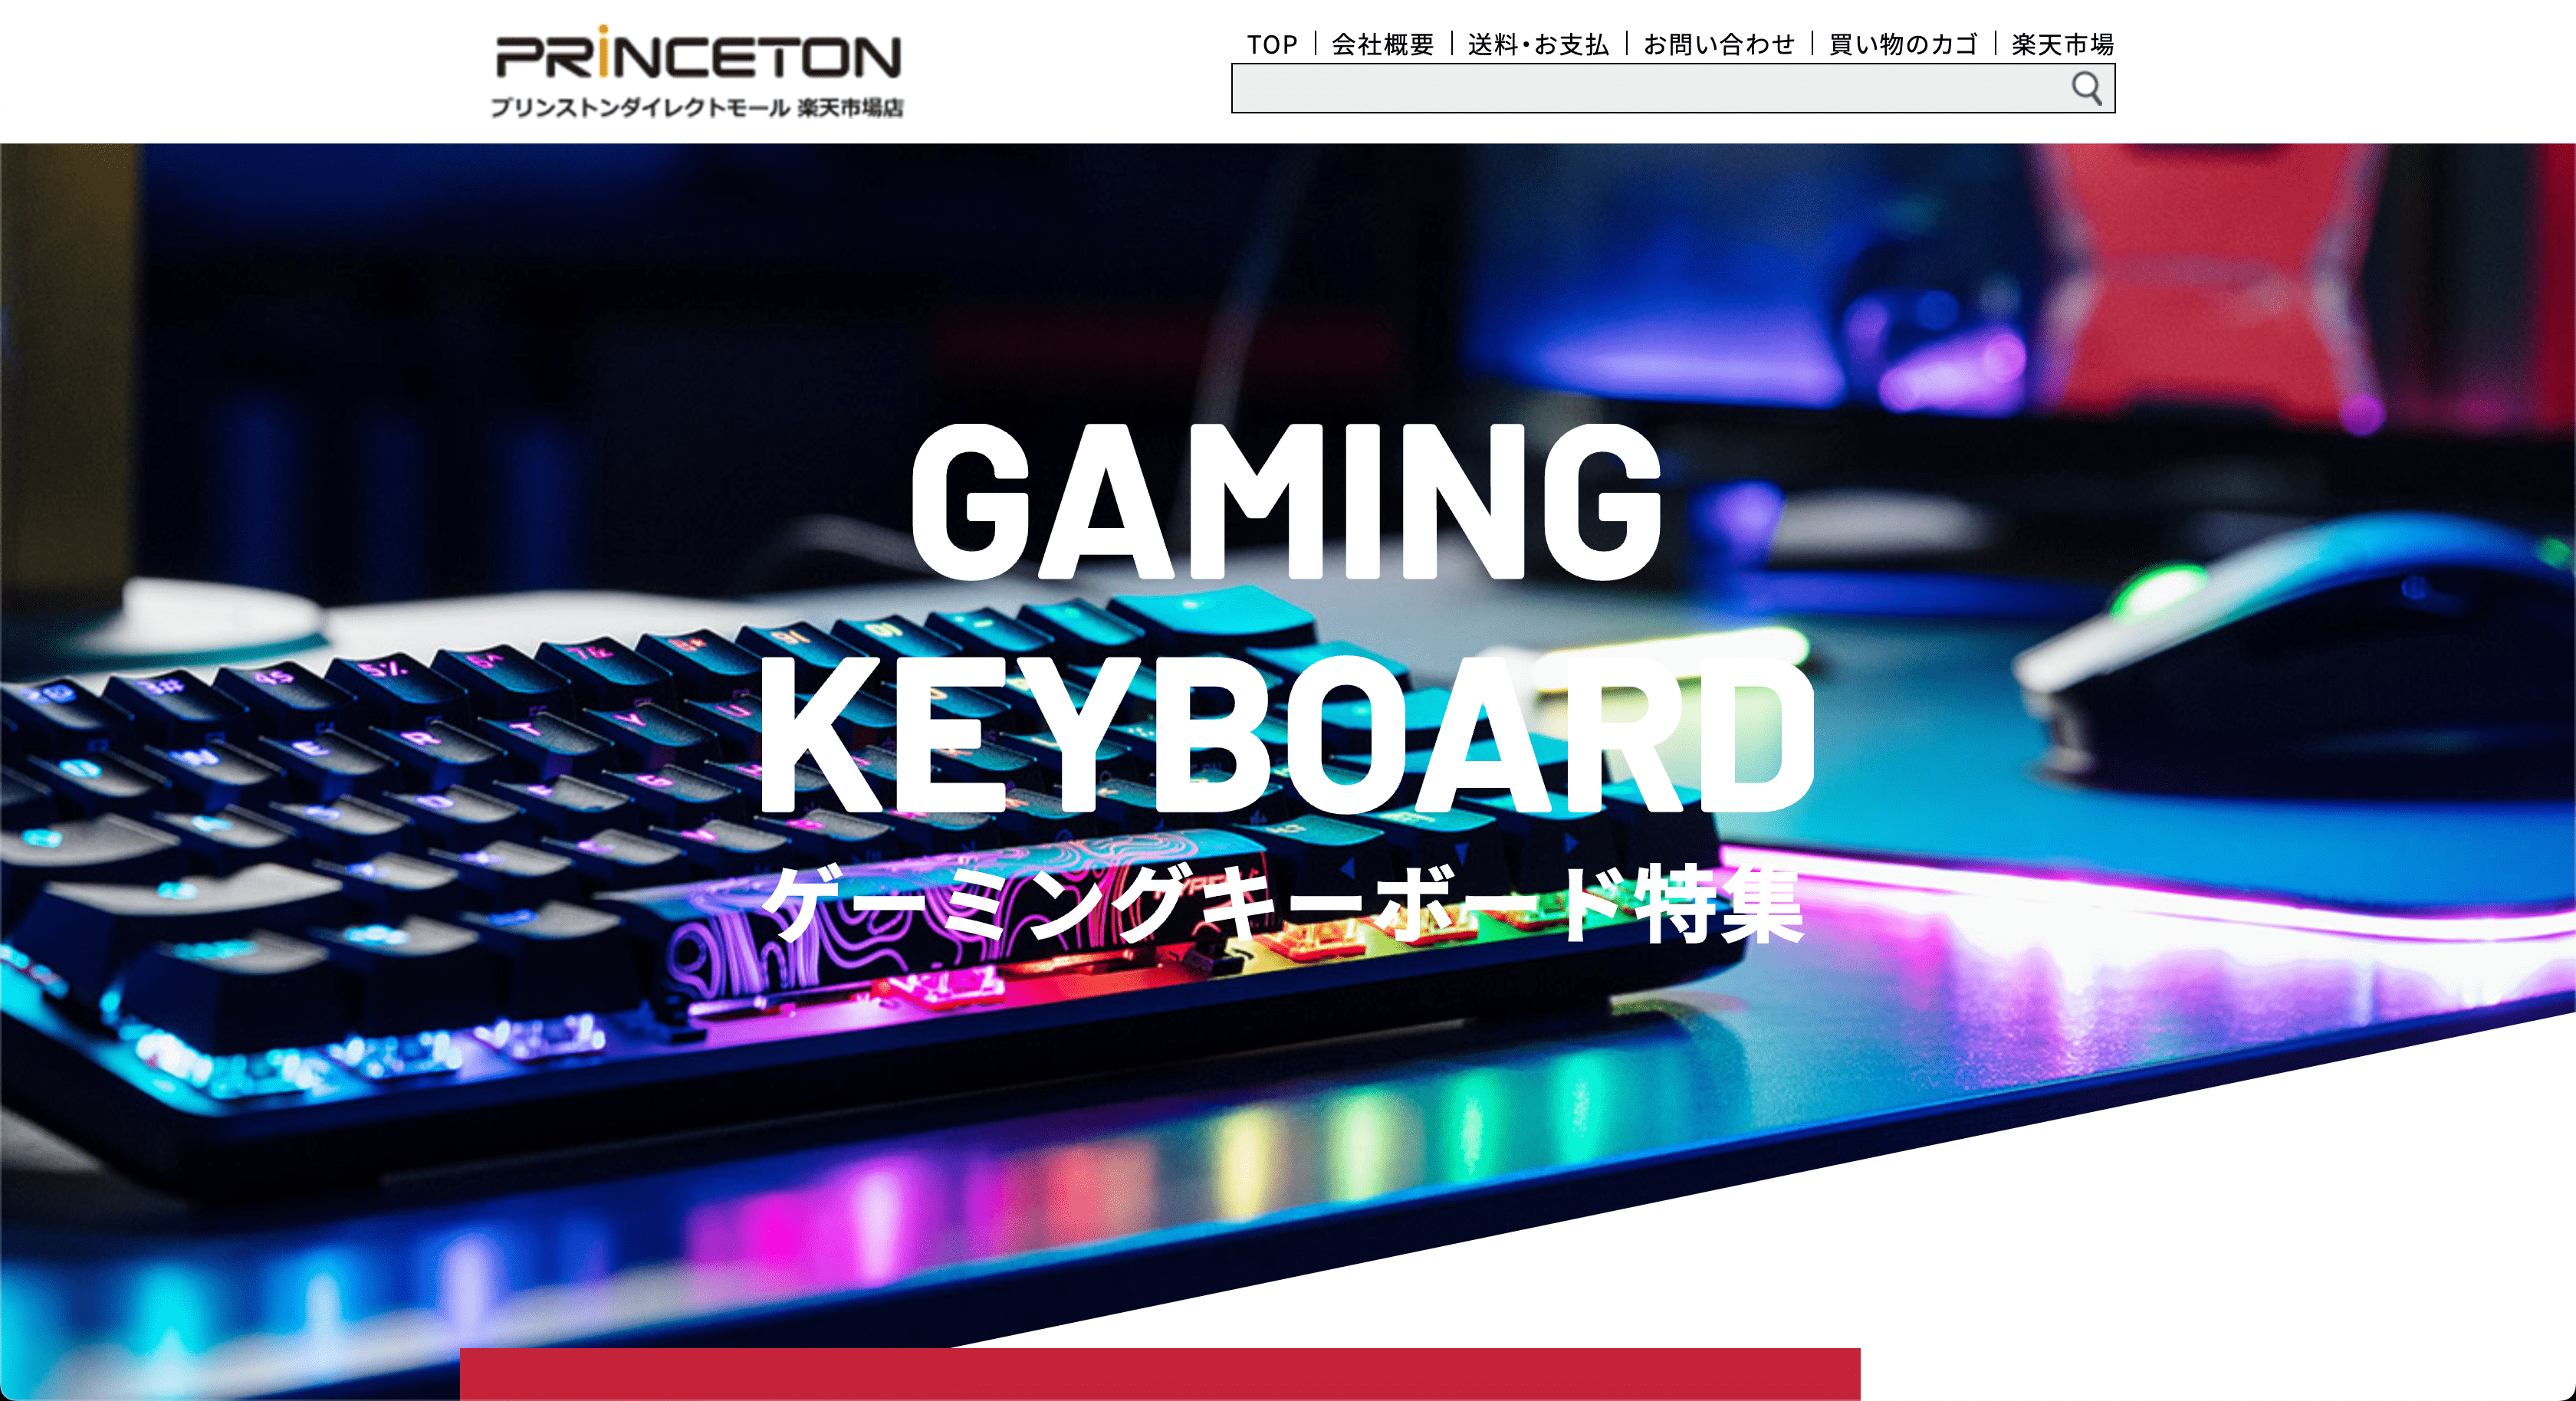 PRINCETON
プリンストンダイレクトモール 楽天市場店
TOP | 会社概要 | 送料・お支払 | お問い合わせ | 買い物のカゴ | 楽天市場
GAMING
KEYBOARD
ゲーミングキーボード特集